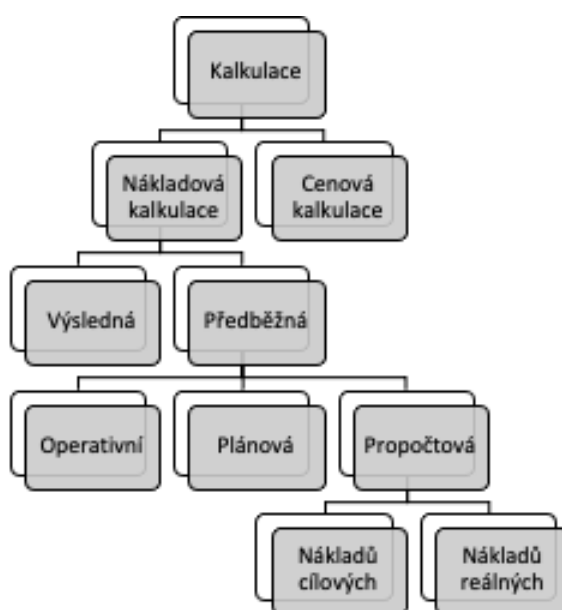 Kalkulace
Nákladová
kalkulace
Cenová
kalkulace
Výsledná
Předběžná
Operativní
Plánová
Propočtová
Nákladů
cílových
Nákladů
reálných